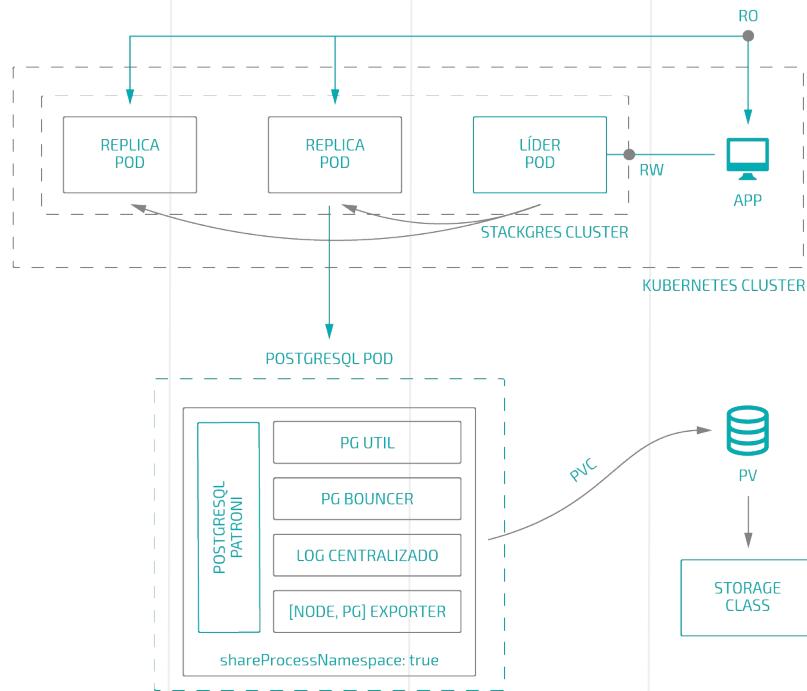 RO
REPLICA
POD
REPLICA
POD
LÍDER
POD
RW
APP
STACKGRES CLUSTER
KUBERNETES CLUSTER
POSTGRESQL POD
POSTGRESQL
PATRONI
PG UTIL
PG BOUNCER
LOG CENTRALIZADO
[NODE, PG] EXPORTER
shareProcessNamespace: true
PVC
PV
STORAGE
CLASS